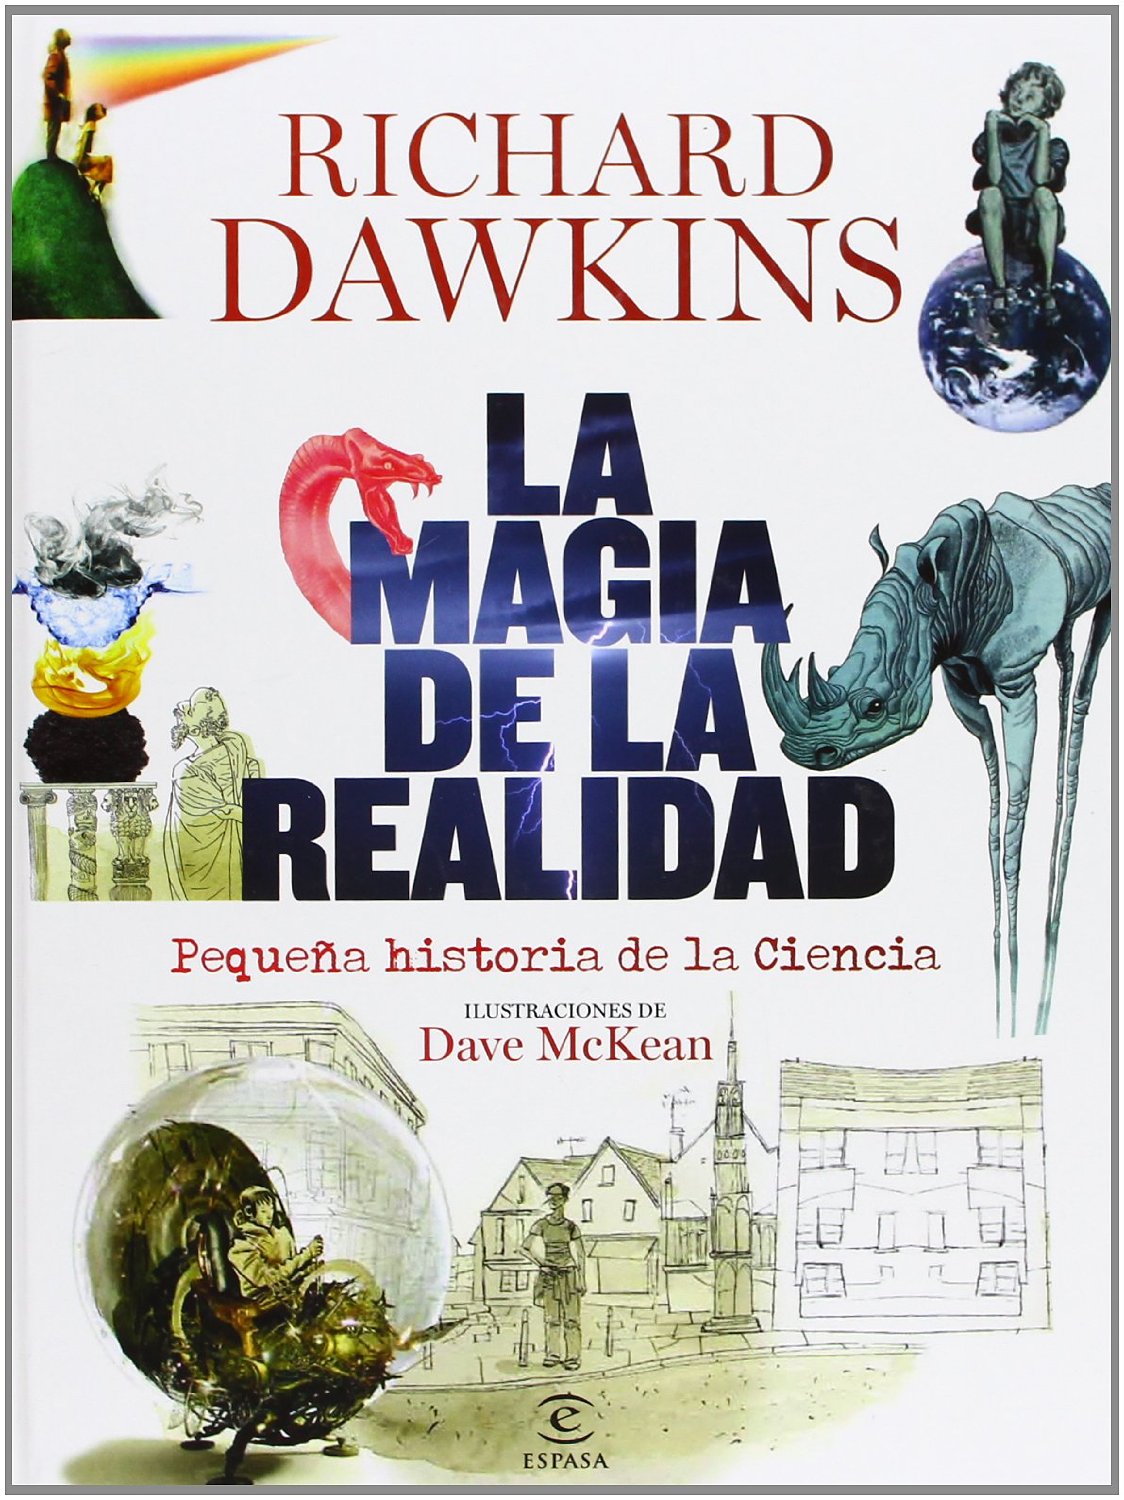 RICHARD
DAWKINS
LA
MAGIA
DE LA
REALIDAD
Pequeña historia de la Ciencia
ILUSTRACIONES DE
Dave McKean
e
ESPASA